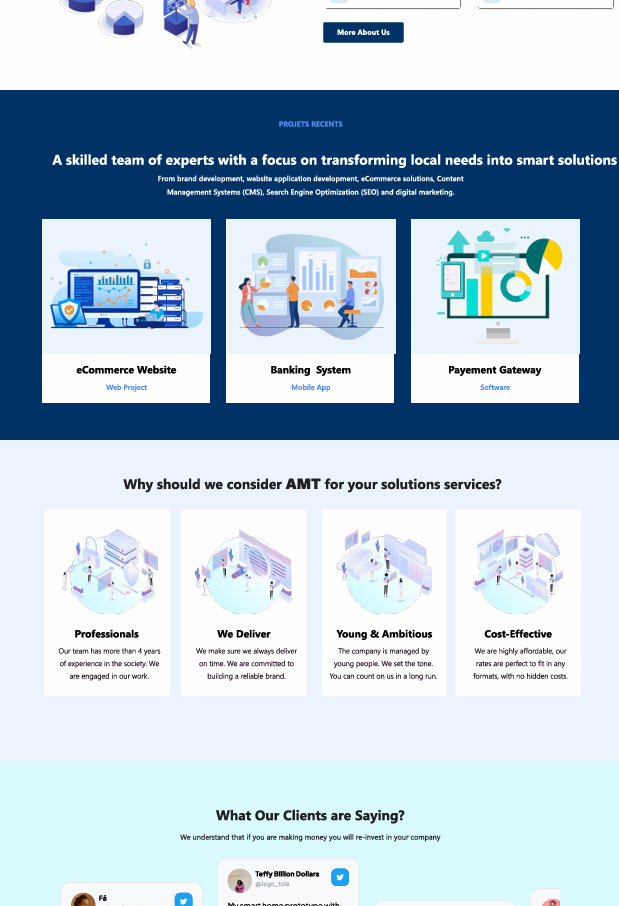 More About Us
PROJETS RECENTS
A skilled team of experts with a focus on transforming local needs into smart solutions
From brand development, website application development, eCommerce solutions, Content
Management Systems (CMS), Search Engine Optimization (SEO) and digital marketing.
eCommerce Website
Web Project
Banking System
Mobile App
Payement Gateway
Software
Why should we consider AMT for your solutions services?
Professionals
Our team has more than 4 years
of experience in the society. We
are engaged in our work.
We Deliver
We make sure we always deliver
on time. We are committed to
building a reliable brand.
Young & Ambitious
The company is managed by
young people. We set the tone.
You can count on us in a long run.
Cost-Effective
We are highly affordable, our
rates are perfect to fit in any
formats, with no hidden costs.
What Our Clients are Saying?
We understand that if you are making money you will re-invest in your company
Teffy Billion Dollars
@Jegc_tola
Fá
My smart home prototype with